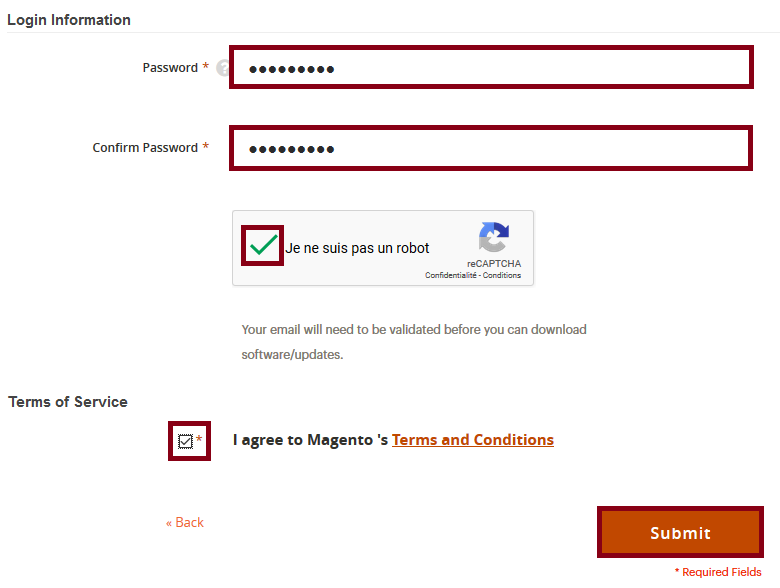 Login Information
Password * ?
•••••••••
Confirm Password *
•••••••••
Je ne suis pas un robot
reCAPTCHA
Confidentialité - Conditions
Your email will need to be validated before you can download
software/updates.
Terms of Service
* I agree to Magento 's Terms and Conditions
« Back
Submit
* Required Fields